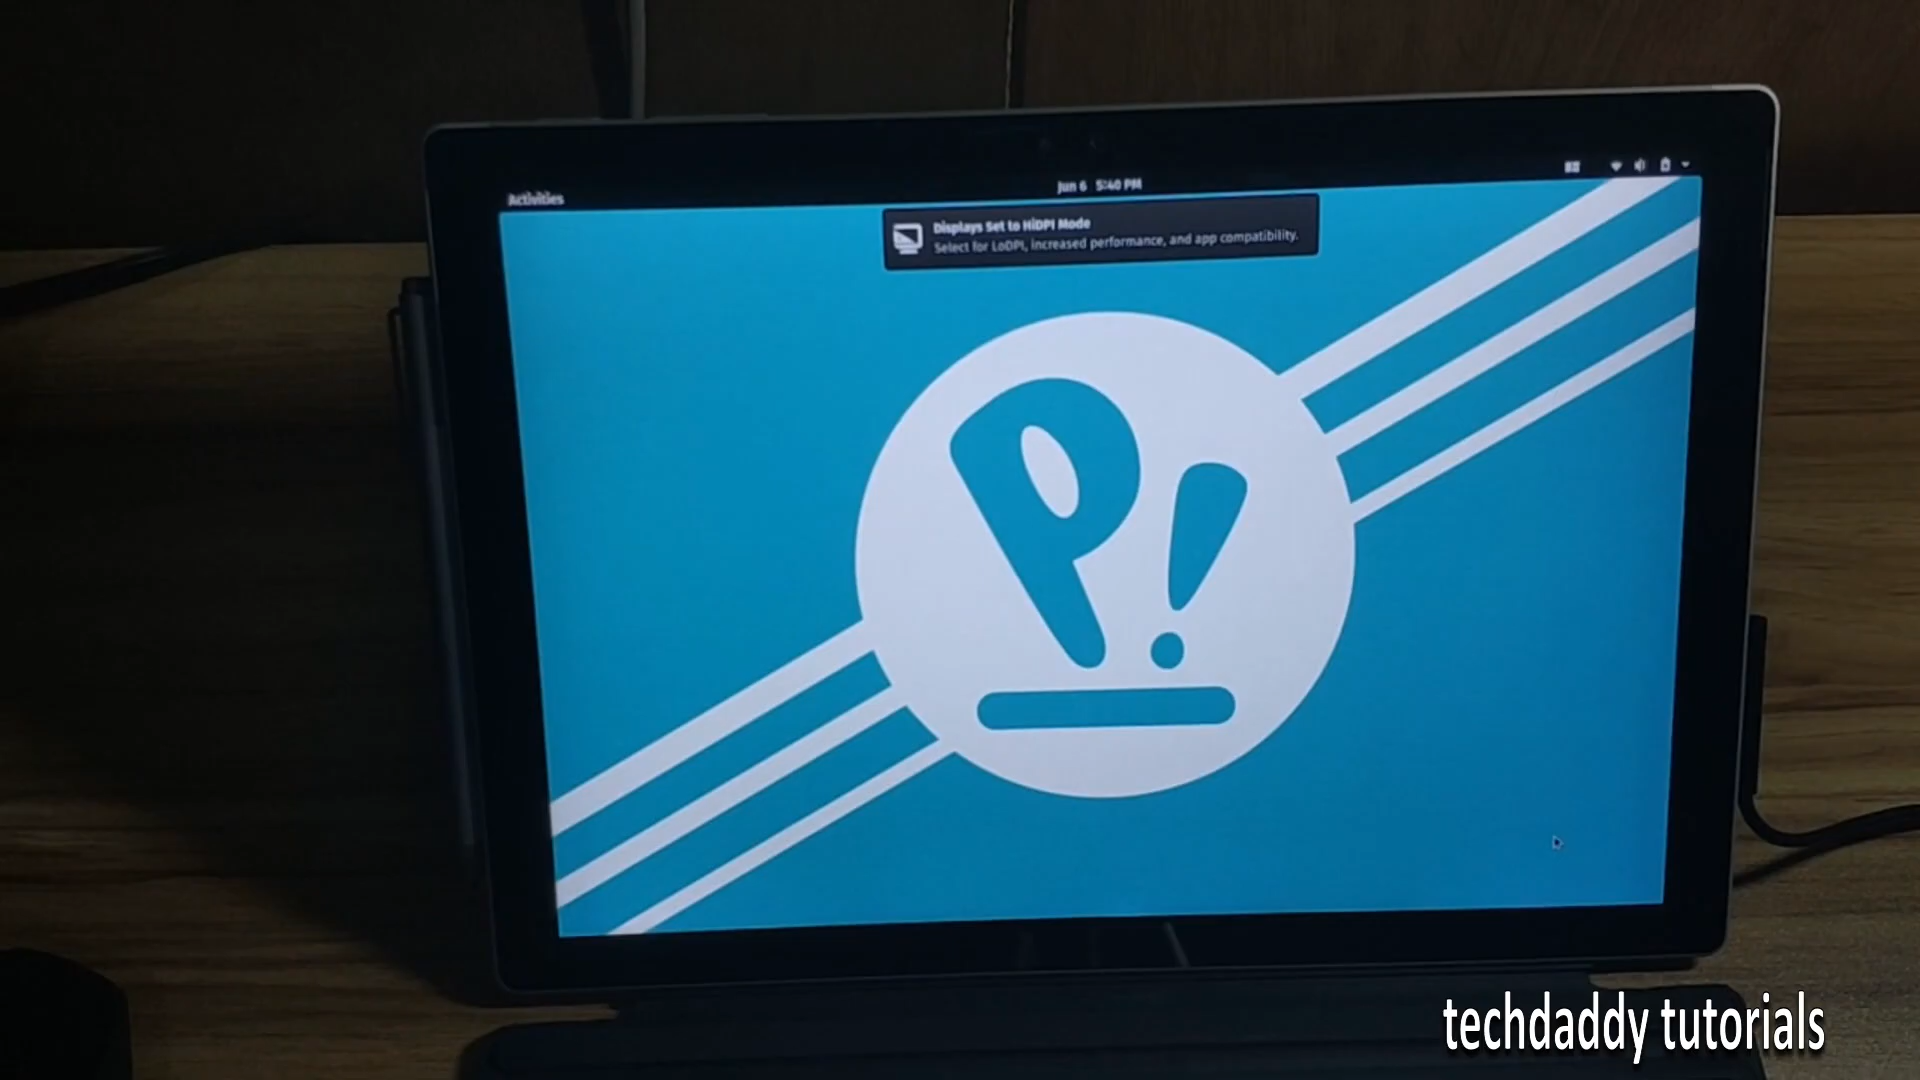 Activities
Jun 6 5:40 PM
Displays Set to HiDPI Mode
Select for LoDPI, increased performance, and app compatibility.
P!
techdaddy tutorials